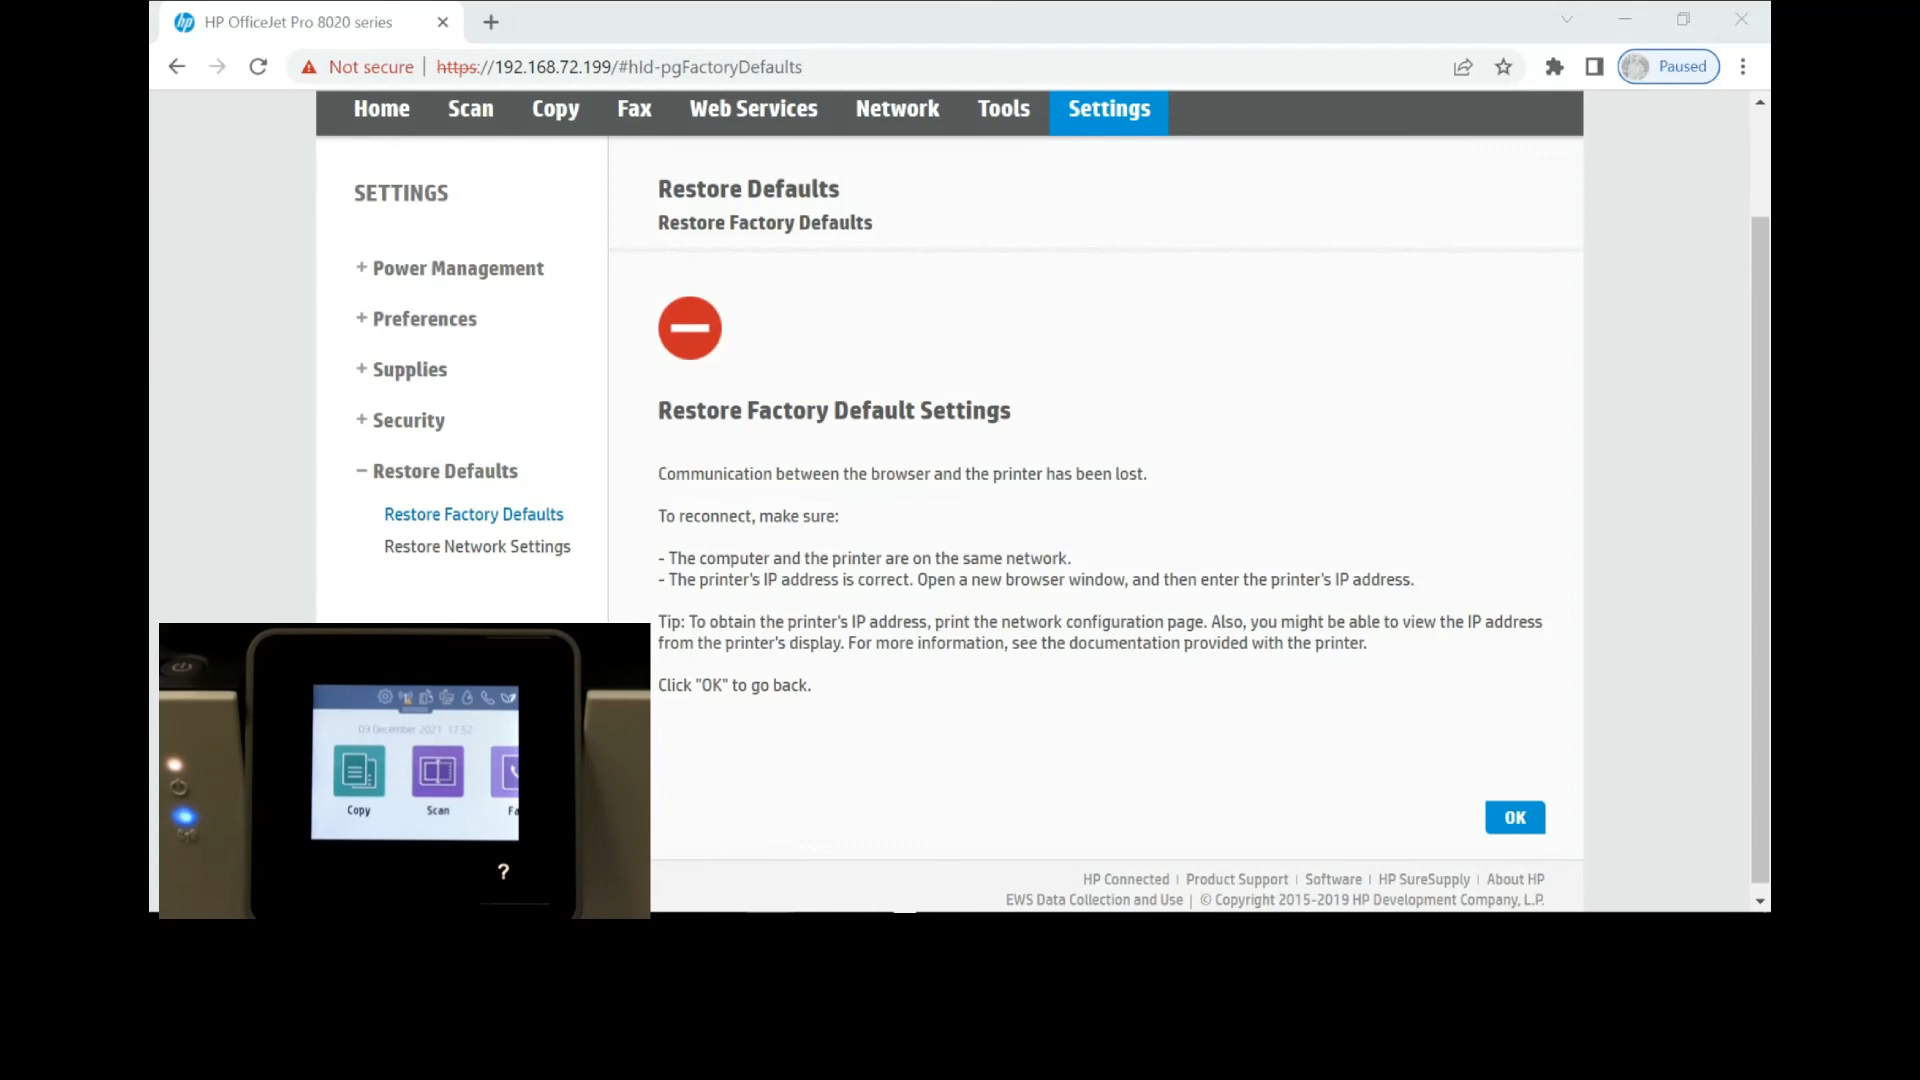 HP OfficeJet Pro 8020 series
Not secure | https://192.168.72.199/#hId-pgFactoryDefaults
Paused
Home Scan Copy Fax Web Services Network Tools Settings
SETTINGS
+ Power Management
+ Preferences
+ Supplies
+ Security
− Restore Defaults
Restore Factory Defaults
Restore Network Settings
Restore Defaults
Restore Factory Defaults
Restore Factory Default Settings
Communication between the browser and the printer has been lost.
To reconnect, make sure:
- The computer and the printer are on the same network.
- The printer's IP address is correct. Open a new browser window, and then enter the printer's IP address.
Tip: To obtain the printer's IP address, print the network configuration page. Also, you might be able to view the IP address
from the printer's display. For more information, see the documentation provided with the printer.
Click "OK" to go back.
OK
03 December 2021 17:52
Copy Scan Fa
?
HP Connected | Product Support | Software | HP SureSupply | About HP
EWS Data Collection and Use | © Copyright 2015-2019 HP Development Company, L.P.